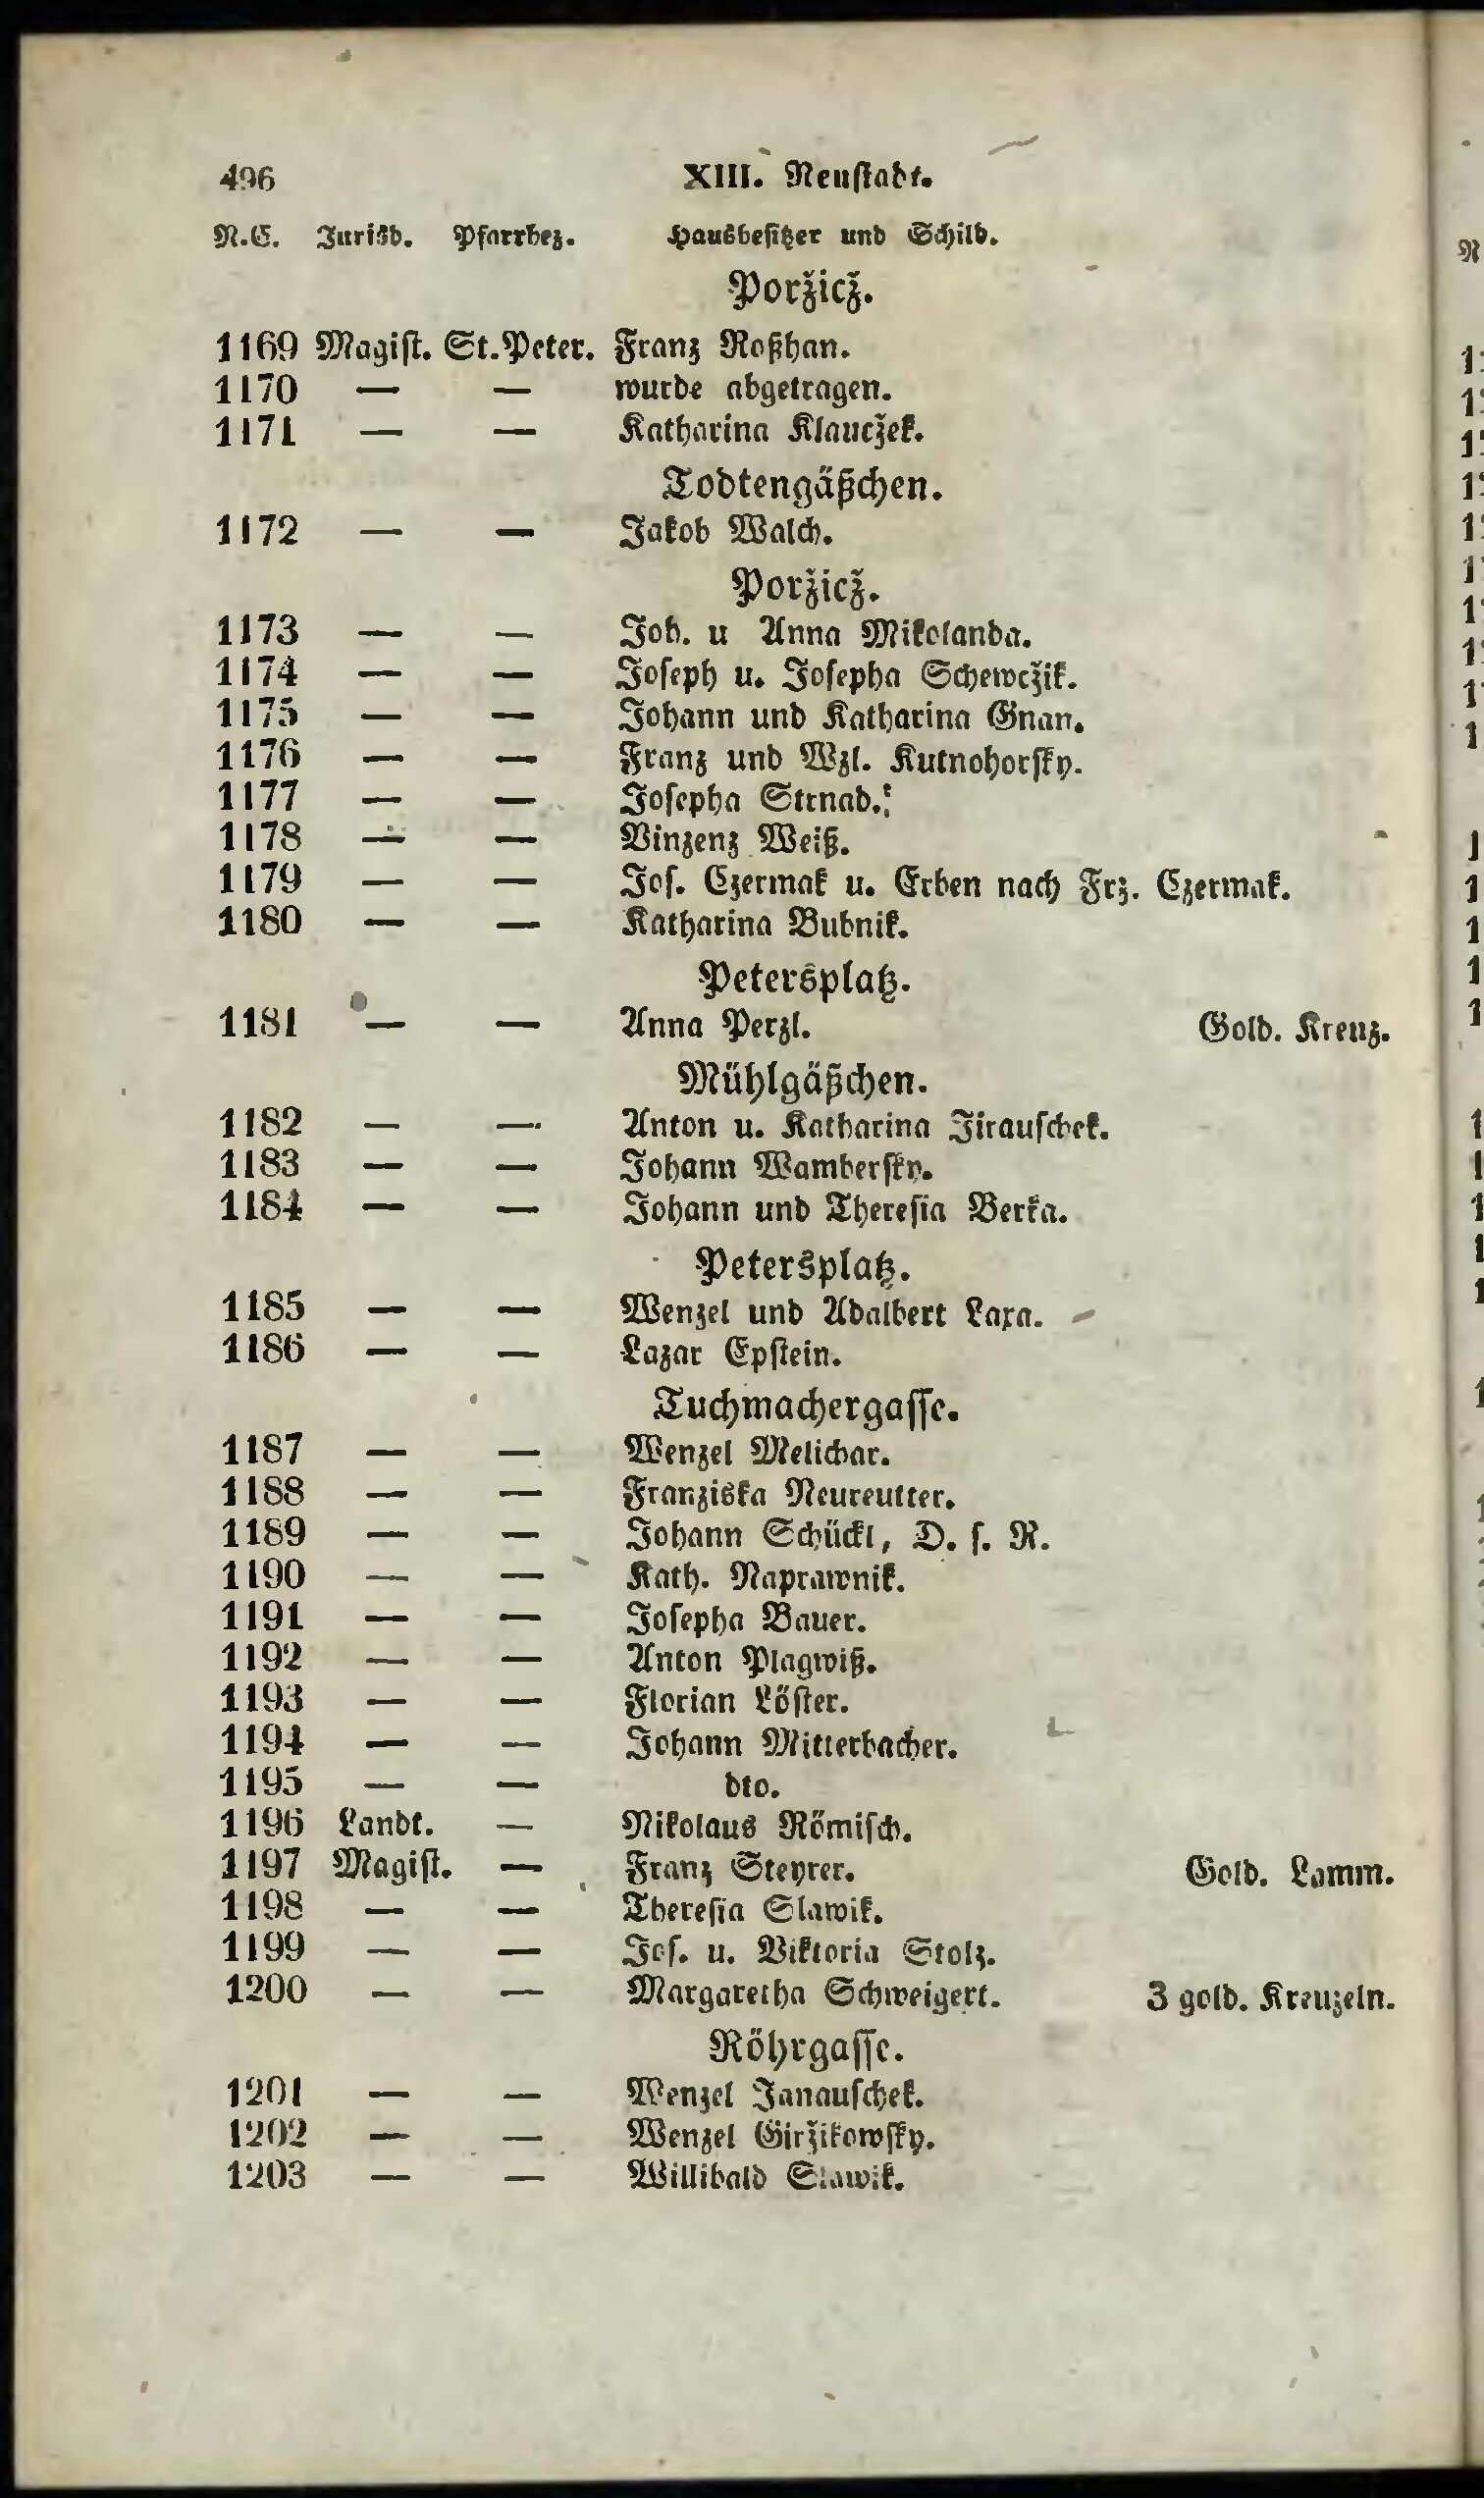 496 XIII. Neustadt.
N.C. Jurisd. Pfarrbez. Hausbesitzer und Schild.
Poržicž.
1169 Magist. St.Peter. Franz Roßhan.
1170 — — wurde abgetragen.
1171 — — Katharina Klaucžek.
Todtengäßchen.
1172 — — Jakob Walch.
Poržicž.
1173 — — Joh. u Anna Mikolanda.
1174 — — Joseph u. Josepha Schewcžik.
1175 — — Johann und Katharina Gnan.
1176 — — Franz und Wzl. Kutnohorsky.
1177 — — Josepha Strnad.
1178 — — Vinzenz Weiß.
1179 — — Jos. Czermak u. Erben nach Frz. Czermak.
1180 — — Katharina Bubnik.
Petersplatz.
1181 — — Anna Perzl. Gold. Kreuz.
Mühlgäßchen.
1182 — — Anton u. Katharina Jirauschek.
1183 — — Johann Wambersky.
1184 — — Johann und Theresia Berka.
Petersplatz.
1185 — — Wenzel und Adalbert Laxa.
1186 — — Lazar Epstein.
Tuchmachergasse.
1187 — — Wenzel Melichar.
1188 — — Franziska Neureutter.
1189 — — Johann Schückl, D. s. R.
1190 — — Kath. Naprawnik.
1191 — — Josepha Bauer.
1192 — — Anton Plagwitz.
1193 — — Florian Löster.
1194 — — Johann Mitterbacher.
1195 — — dto.
1196 Landt. — Nikolaus Römisch.
1197 Magist. — Franz Steyrer. Gold. Lamm.
1198 — — Theresia Slawik.
1199 — — Jos. u. Viktoria Stolz.
1200 — — Margaretha Schweigert. 3 gold. Kreuzeln.
Röhrgasse.
1201 — — Wenzel Janauschek.
1202 — — Wenzel Giržikowsky.
1203 — — Willibald Slawik.